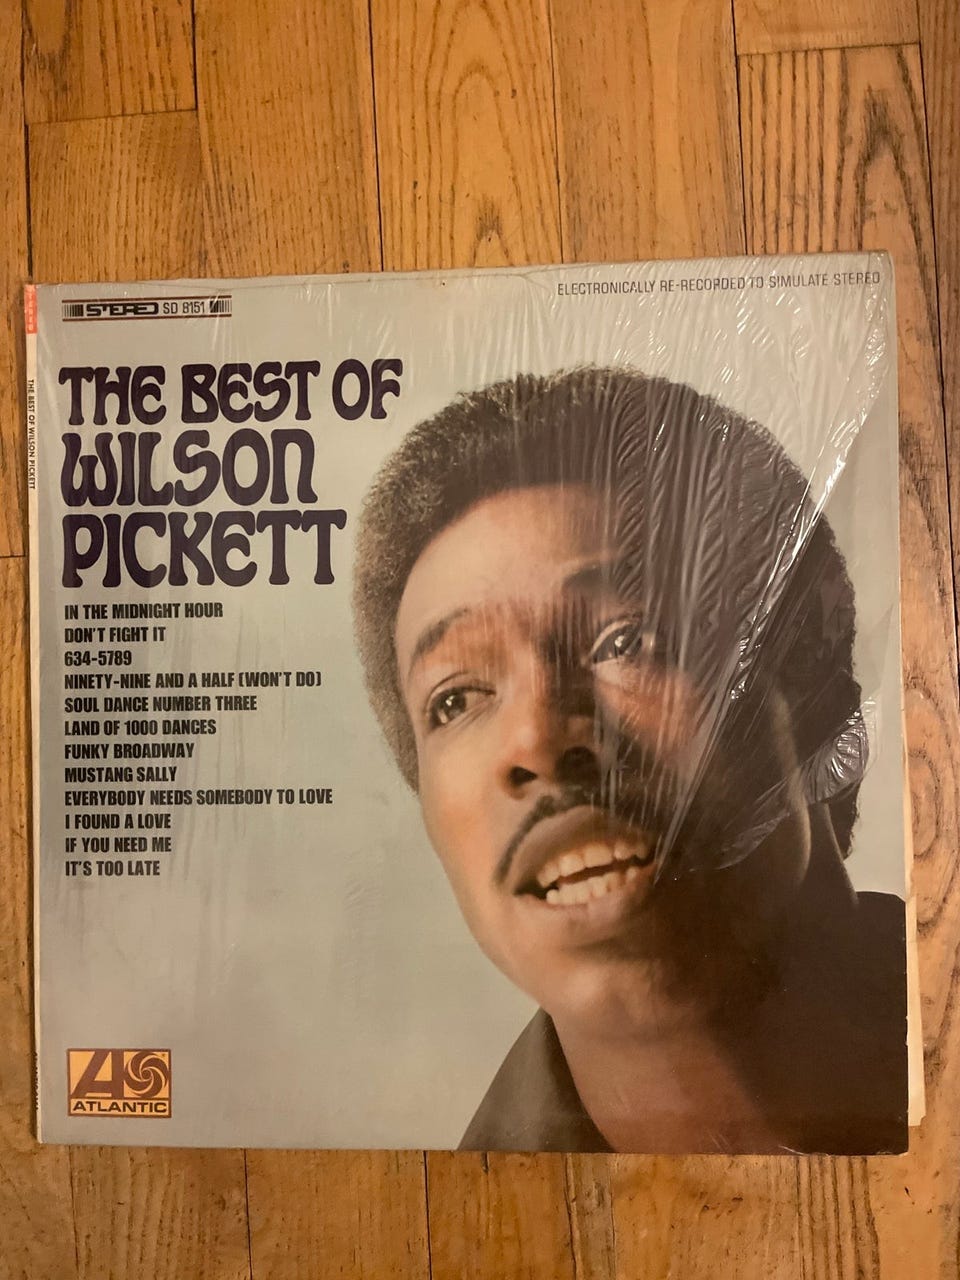 STEREO SD 8151
ELECTRONICALLY RE-RECORDED TO SIMULATE STEREO
THE BEST OF
WILSON
PICKETT
IN THE MIDNIGHT HOUR
DON'T FIGHT IT
634-5789
NINETY-NINE AND A HALF (WON'T DO)
SOUL DANCE NUMBER THREE
LAND OF 1000 DANCES
FUNKY BROADWAY
MUSTANG SALLY
EVERYBODY NEEDS SOMEBODY TO LOVE
I FOUND A LOVE
IF YOU NEED ME
IT'S TOO LATE
ATLANTIC
THE BEST OF WILSON PICKETT